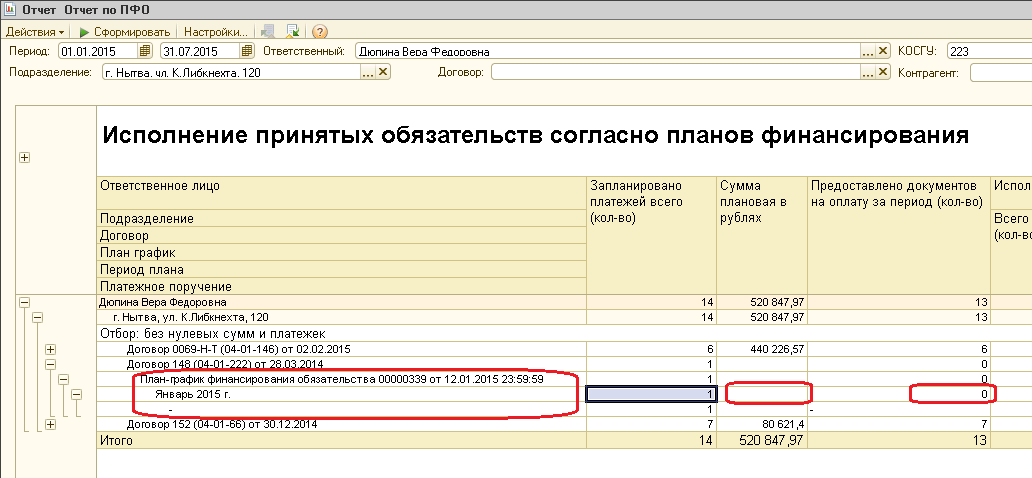 Отчет Отчет по ПФО
Действия Сформировать Настройки... ?
Период: 01.01.2015 31.07.2015 Ответственный: Дюпина Вера Федоровна ... КОСГУ: 223
Подразделение: г. Нытва, ул. К.Либкнехта, 120 ... Договор: ... Контрагент:
Исполнение принятых обязательств согласно планов финансирования
Ответственное лицо
Подразделение
Договор
План график
Период плана
Платежное поручение
Запланировано
платежей всего
(кол-во)
Сумма
плановая в
рублях
Предоставлено документов
на оплату за период (кол-во)
Испол
Всего
(кол-во
Дюпина Вера Федоровна 14 520 847,97 13
г. Нытва, ул. К.Либкнехта, 120 14 520 847,97 13
Отбор: без нулевых сумм и платежек
Договор 0069-Н-Т (04-01-146) от 02.02.2015 6 440 226,57 6
Договор 148 (04-01-222) от 28.03.2014 1 0
План-график финансирования обязательства 00000339 от 12.01.2015 23:59:59 1 0
Январь 2015 г. 1 0
- 1 -
Договор 152 (04-01-66) от 30.12.2014 7 80 621,4 7
Итого 14 520 847,97 13